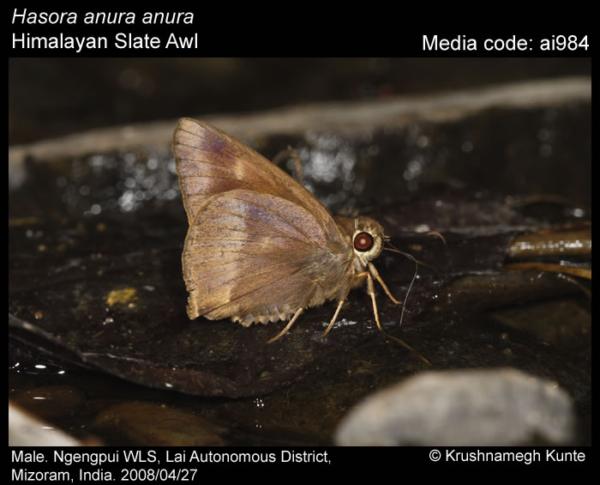 Hasora anura anura
Himalayan Slate Awl
Media code: ai984
Male. Ngengpui WLS, Lai Autonomous District,
Mizoram, India. 2008/04/27
© Krushnamegh Kunte